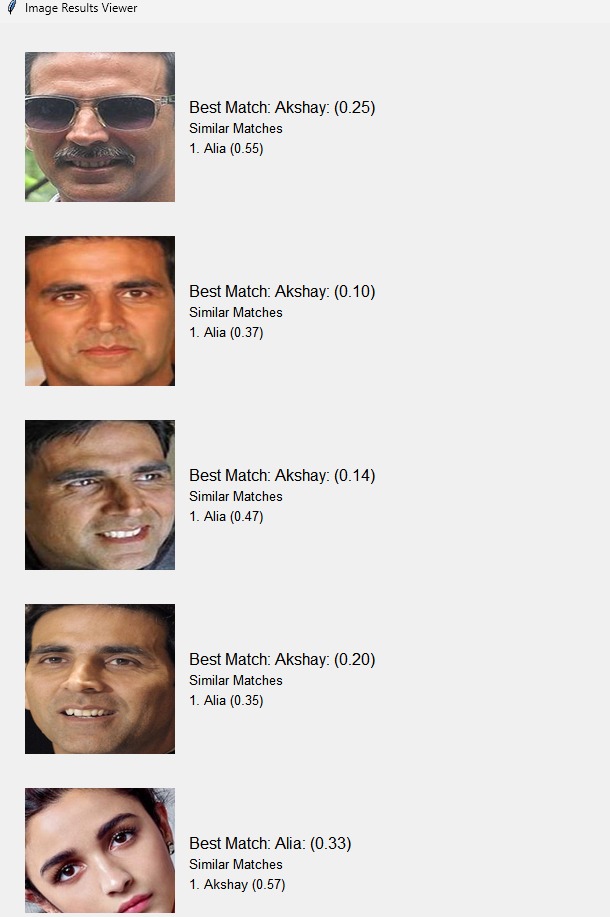 Image Results Viewer
Best Match: Akshay: (0.25)
Similar Matches
1. Alia (0.55)
Best Match: Akshay: (0.10)
Similar Matches
1. Alia (0.37)
Best Match: Akshay: (0.14)
Similar Matches
1. Alia (0.47)
Best Match: Akshay: (0.20)
Similar Matches
1. Alia (0.35)
Best Match: Alia: (0.33)
Similar Matches
1. Akshay (0.57)